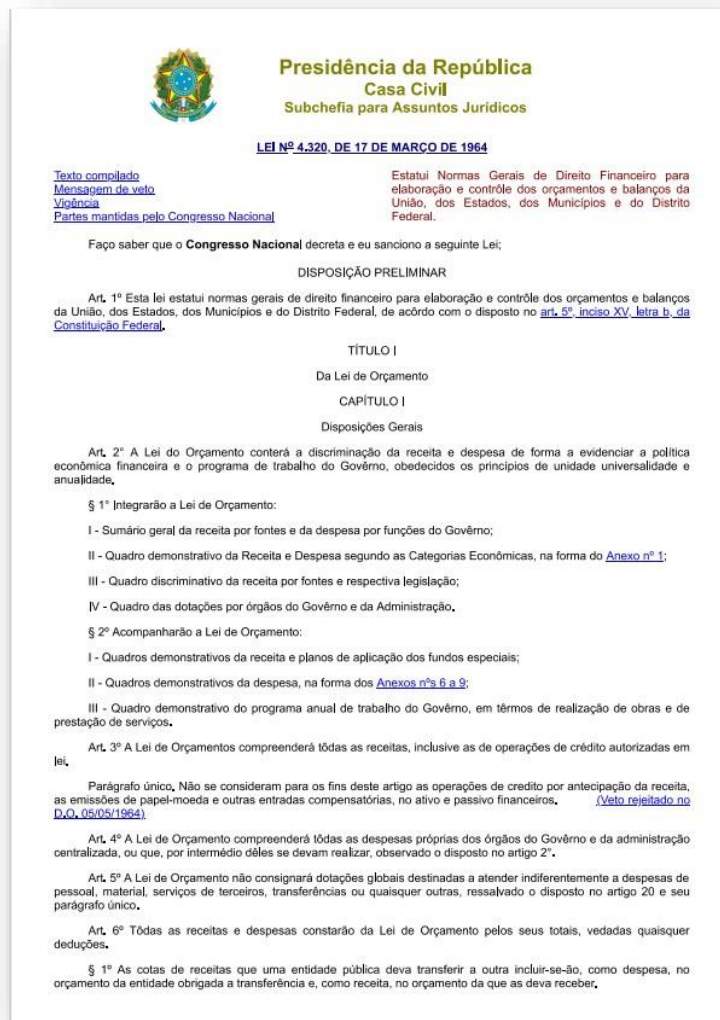 Presidência da República
Casa Civil
Subchefia para Assuntos Jurídicos
LEI Nº 4.320, DE 17 DE MARÇO DE 1964
Texto compilado
Mensagem de veto
Vigência
Partes mantidas pelo Congresso Nacional
Estatui Normas Gerais de Direito Financeiro para
elaboração e contrôle dos orçamentos e balanços da
União, dos Estados, dos Municípios e do Distrito
Federal.
Faço saber que o Congresso Nacional decreta e eu sanciono a seguinte Lei;
DISPOSIÇÃO PRELIMINAR
Art. 1º Esta lei estatui normas gerais de direito financeiro para elaboração e contrôle dos orçamentos e balanços
da União, dos Estados, dos Municípios e do Distrito Federal, de acôrdo com o disposto no art. 5º, inciso XV, letra b, da
Constituição Federal.
TÍTULO I
Da Lei de Orçamento
CAPÍTULO I
Disposições Gerais
Art. 2° A Lei do Orçamento conterá a discriminação da receita e despesa de forma a evidenciar a política
econômica financeira e o programa de trabalho do Govêrno, obedecidos os princípios de unidade universalidade e
anualidade.
§ 1° Integrarão a Lei de Orçamento:
I - Sumário geral da receita por fontes e da despesa por funções do Govêrno;
II - Quadro demonstrativo da Receita e Despesa segundo as Categorias Econômicas, na forma do Anexo nº 1;
III - Quadro discriminativo da receita por fontes e respectiva legislação;
IV - Quadro das dotações por órgãos do Govêrno e da Administração.
§ 2º Acompanharão a Lei de Orçamento:
I - Quadros demonstrativos da receita e planos de aplicação dos fundos especiais;
II - Quadros demonstrativos da despesa, na forma dos Anexos nºs 6 a 9;
III - Quadro demonstrativo do programa anual de trabalho do Govêrno, em têrmos de realização de obras e de
prestação de serviços.
Art. 3º A Lei de Orçamentos compreenderá tôdas as receitas, inclusive as de operações de crédito autorizadas em
lei.
Parágrafo único. Não se consideram para os fins deste artigo as operações de credito por antecipação da receita,
as emissões de papel-moeda e outras entradas compensatórias, no ativo e passivo financeiros. (Veto rejeitado no
D.O. 05/05/1964)
Art. 4º A Lei de Orçamento compreenderá tôdas as despesas próprias dos órgãos do Govêrno e da administração
centralizada, ou que, por intermédio dêles se devam realizar, observado o disposto no artigo 2°.
Art. 5º A Lei de Orçamento não consignará dotações globais destinadas a atender indiferentemente a despesas de
pessoal, material, serviços de terceiros, transferências ou quaisquer outras, ressalvado o disposto no artigo 20 e seu
parágrafo único.
Art. 6º Tôdas as receitas e despesas constarão da Lei de Orçamento pelos seus totais, vedadas quaisquer
deduções.
§ 1º As cotas de receitas que uma entidade pública deva transferir a outra incluir-se-ão, como despesa, no
orçamento da entidade obrigada a transferência e, como receita, no orçamento da que as deva receber.